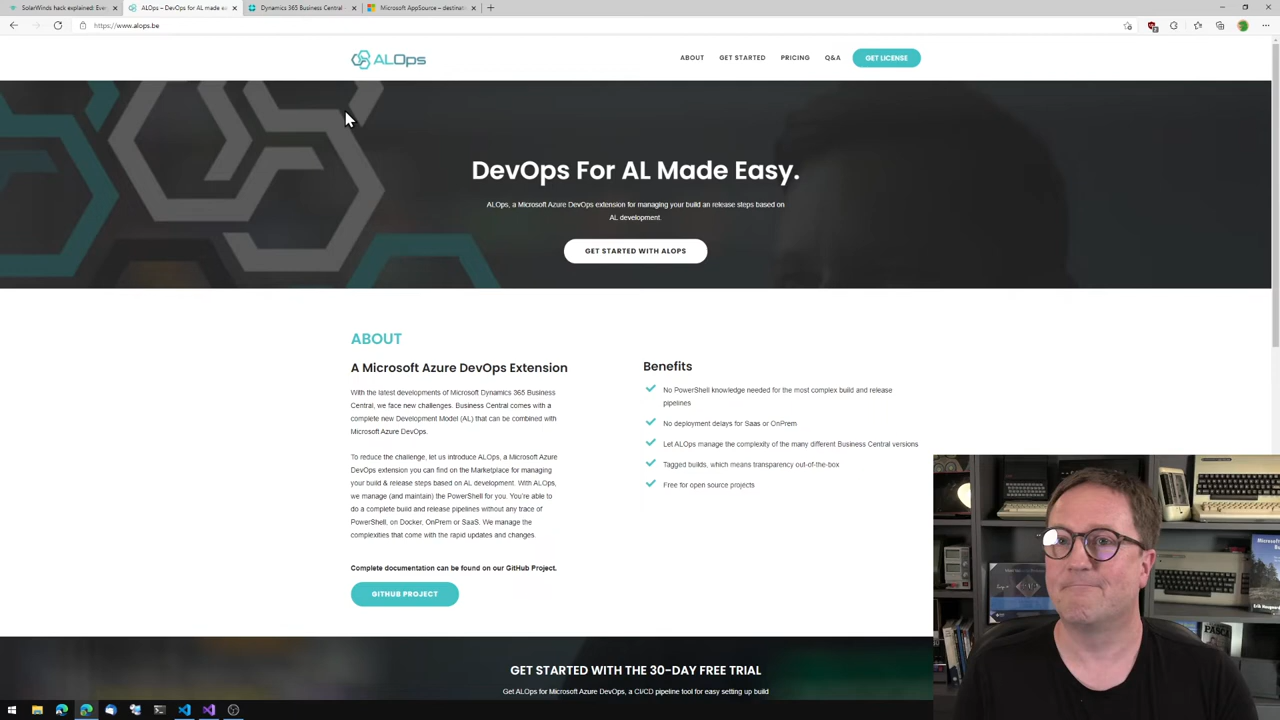 SolarWinds hack explained: Eve
ALOps – DevOps for AL made ea
Dynamics 365 Business Central -
Microsoft AppSource – destinati
https://www.alops.be
ALOps
ABOUT
GET STARTED
PRICING
Q&A
GET LICENSE
DevOps For AL Made Easy.
ALOps, a Microsoft Azure DevOps extension for managing your build an release steps based on
AL development.
GET STARTED WITH ALOPS
ABOUT
A Microsoft Azure DevOps Extension
With the latest developments of Microsoft Dynamics 365 Business
Central, we face new challenges. Business Central comes with a
complete new Development Model (AL) that can be combined with
Microsoft Azure DevOps.
To reduce the challenge, let us introduce ALOps, a Microsoft Azure
DevOps extension you can find on the Marketplace for managing
your build & release steps based on AL development. With ALOps,
we manage (and maintain) the PowerShell for you. You're able to
do a complete build and release pipelines without any trace of
PowerShell, on Docker, OnPrem or SaaS. We manage the
complexities that come with the rapid updates and changes.
Complete documentation can be found on our GitHub Project.
GITHUB PROJECT
Benefits
No PowerShell knowledge needed for the most complex build and release
pipelines
No deployment delays for Saas or OnPrem
Let ALOps manage the complexity of the many different Business Central versions
Tagged builds, which means transparency out-of-the-box
Free for open source projects
GET STARTED WITH THE 30-DAY FREE TRIAL
Get ALOps for Microsoft Azure DevOps, a CI/CD pipeline tool for easy setting up build
PASCAL